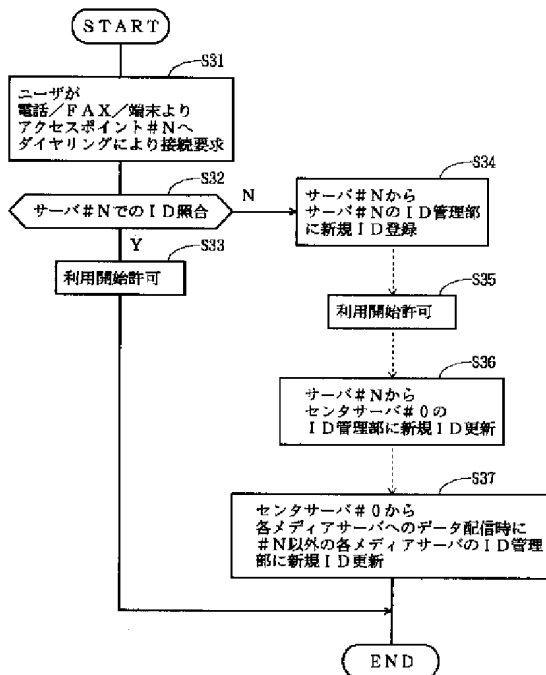 START
S31
ユーザが
電話／FAX／端末より
アクセスポイント＃Nへ
ダイヤリングにより接続要求
S32
サーバ＃NでのID照合
N
Y
S33
利用開始許可
S34
サーバ＃Nから
サーバ＃NのID管理部
に新規ID登録
S35
利用開始許可
S36
サーバ＃Nから
センタサーバ＃0の
ID管理部に新規ID更新
S37
センタサーバ＃0から
各メディアサーバへのデータ配信時に
＃N以外の各メディアサーバのID管理
部に新規ID更新
END